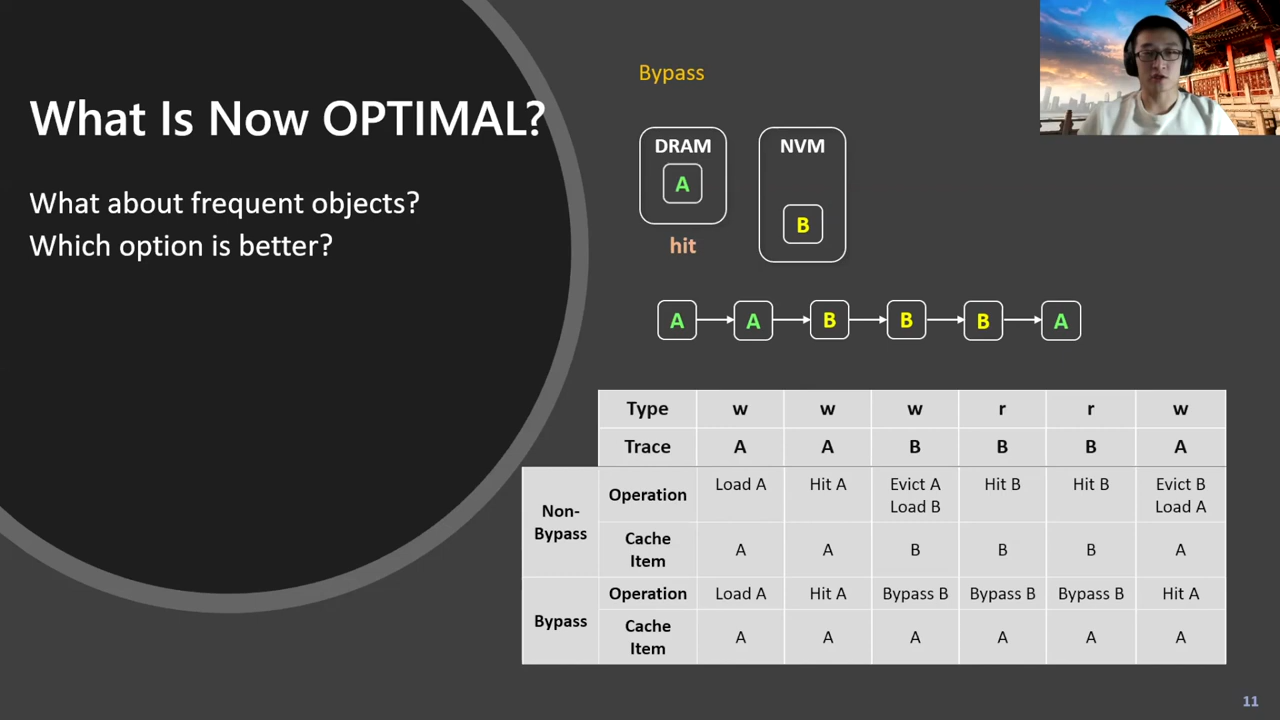 What Is Now OPTIMAL?
What about frequent objects?
Which option is better?
Bypass
DRAM NVM
A
B
hit
A A B B B A
Type w w w r r w
Trace A A B B B A
Non-Bypass Operation Load A Hit A Evict A Load B Hit B Hit B Evict B Load A
Cache Item A A B B B A
Bypass Operation Load A Hit A Bypass B Bypass B Bypass B Hit A
Cache Item A A A A A A
11